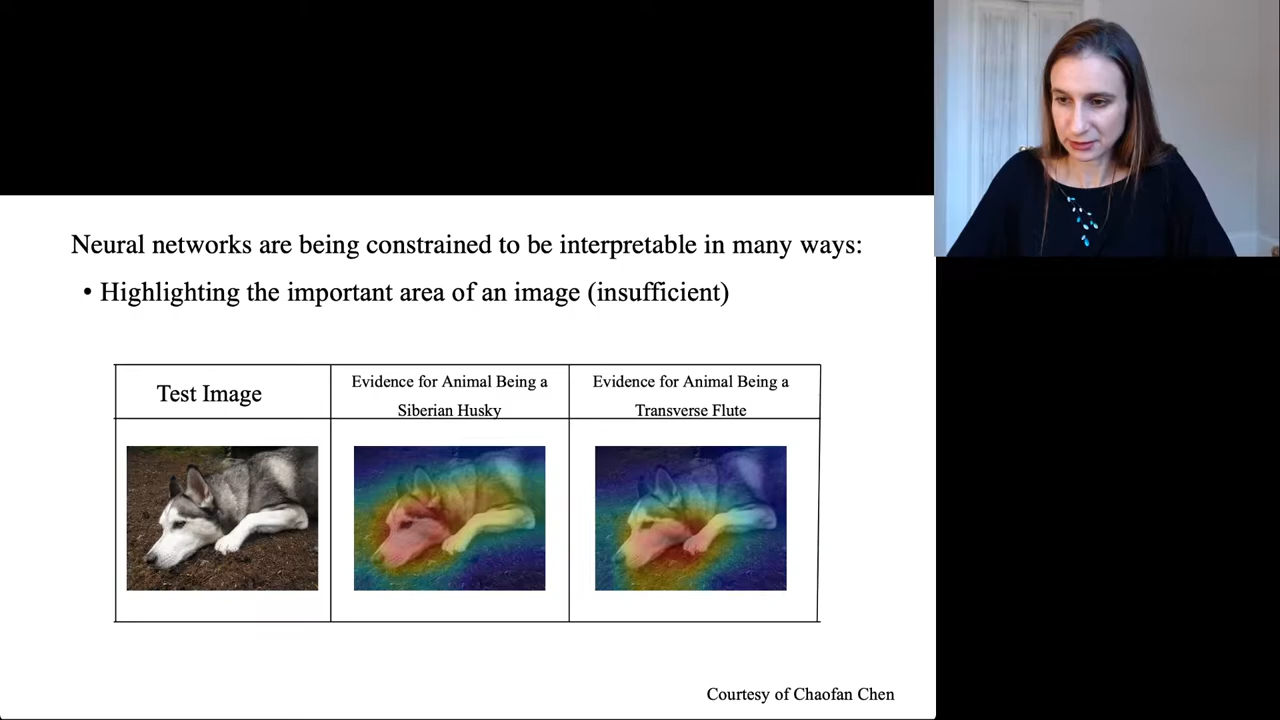 Neural networks are being constrained to be interpretable in many ways:
• Highlighting the important area of an image (insufficient)
Test Image
Evidence for Animal Being a
Siberian Husky
Evidence for Animal Being a
Transverse Flute
Courtesy of Chaofan Chen